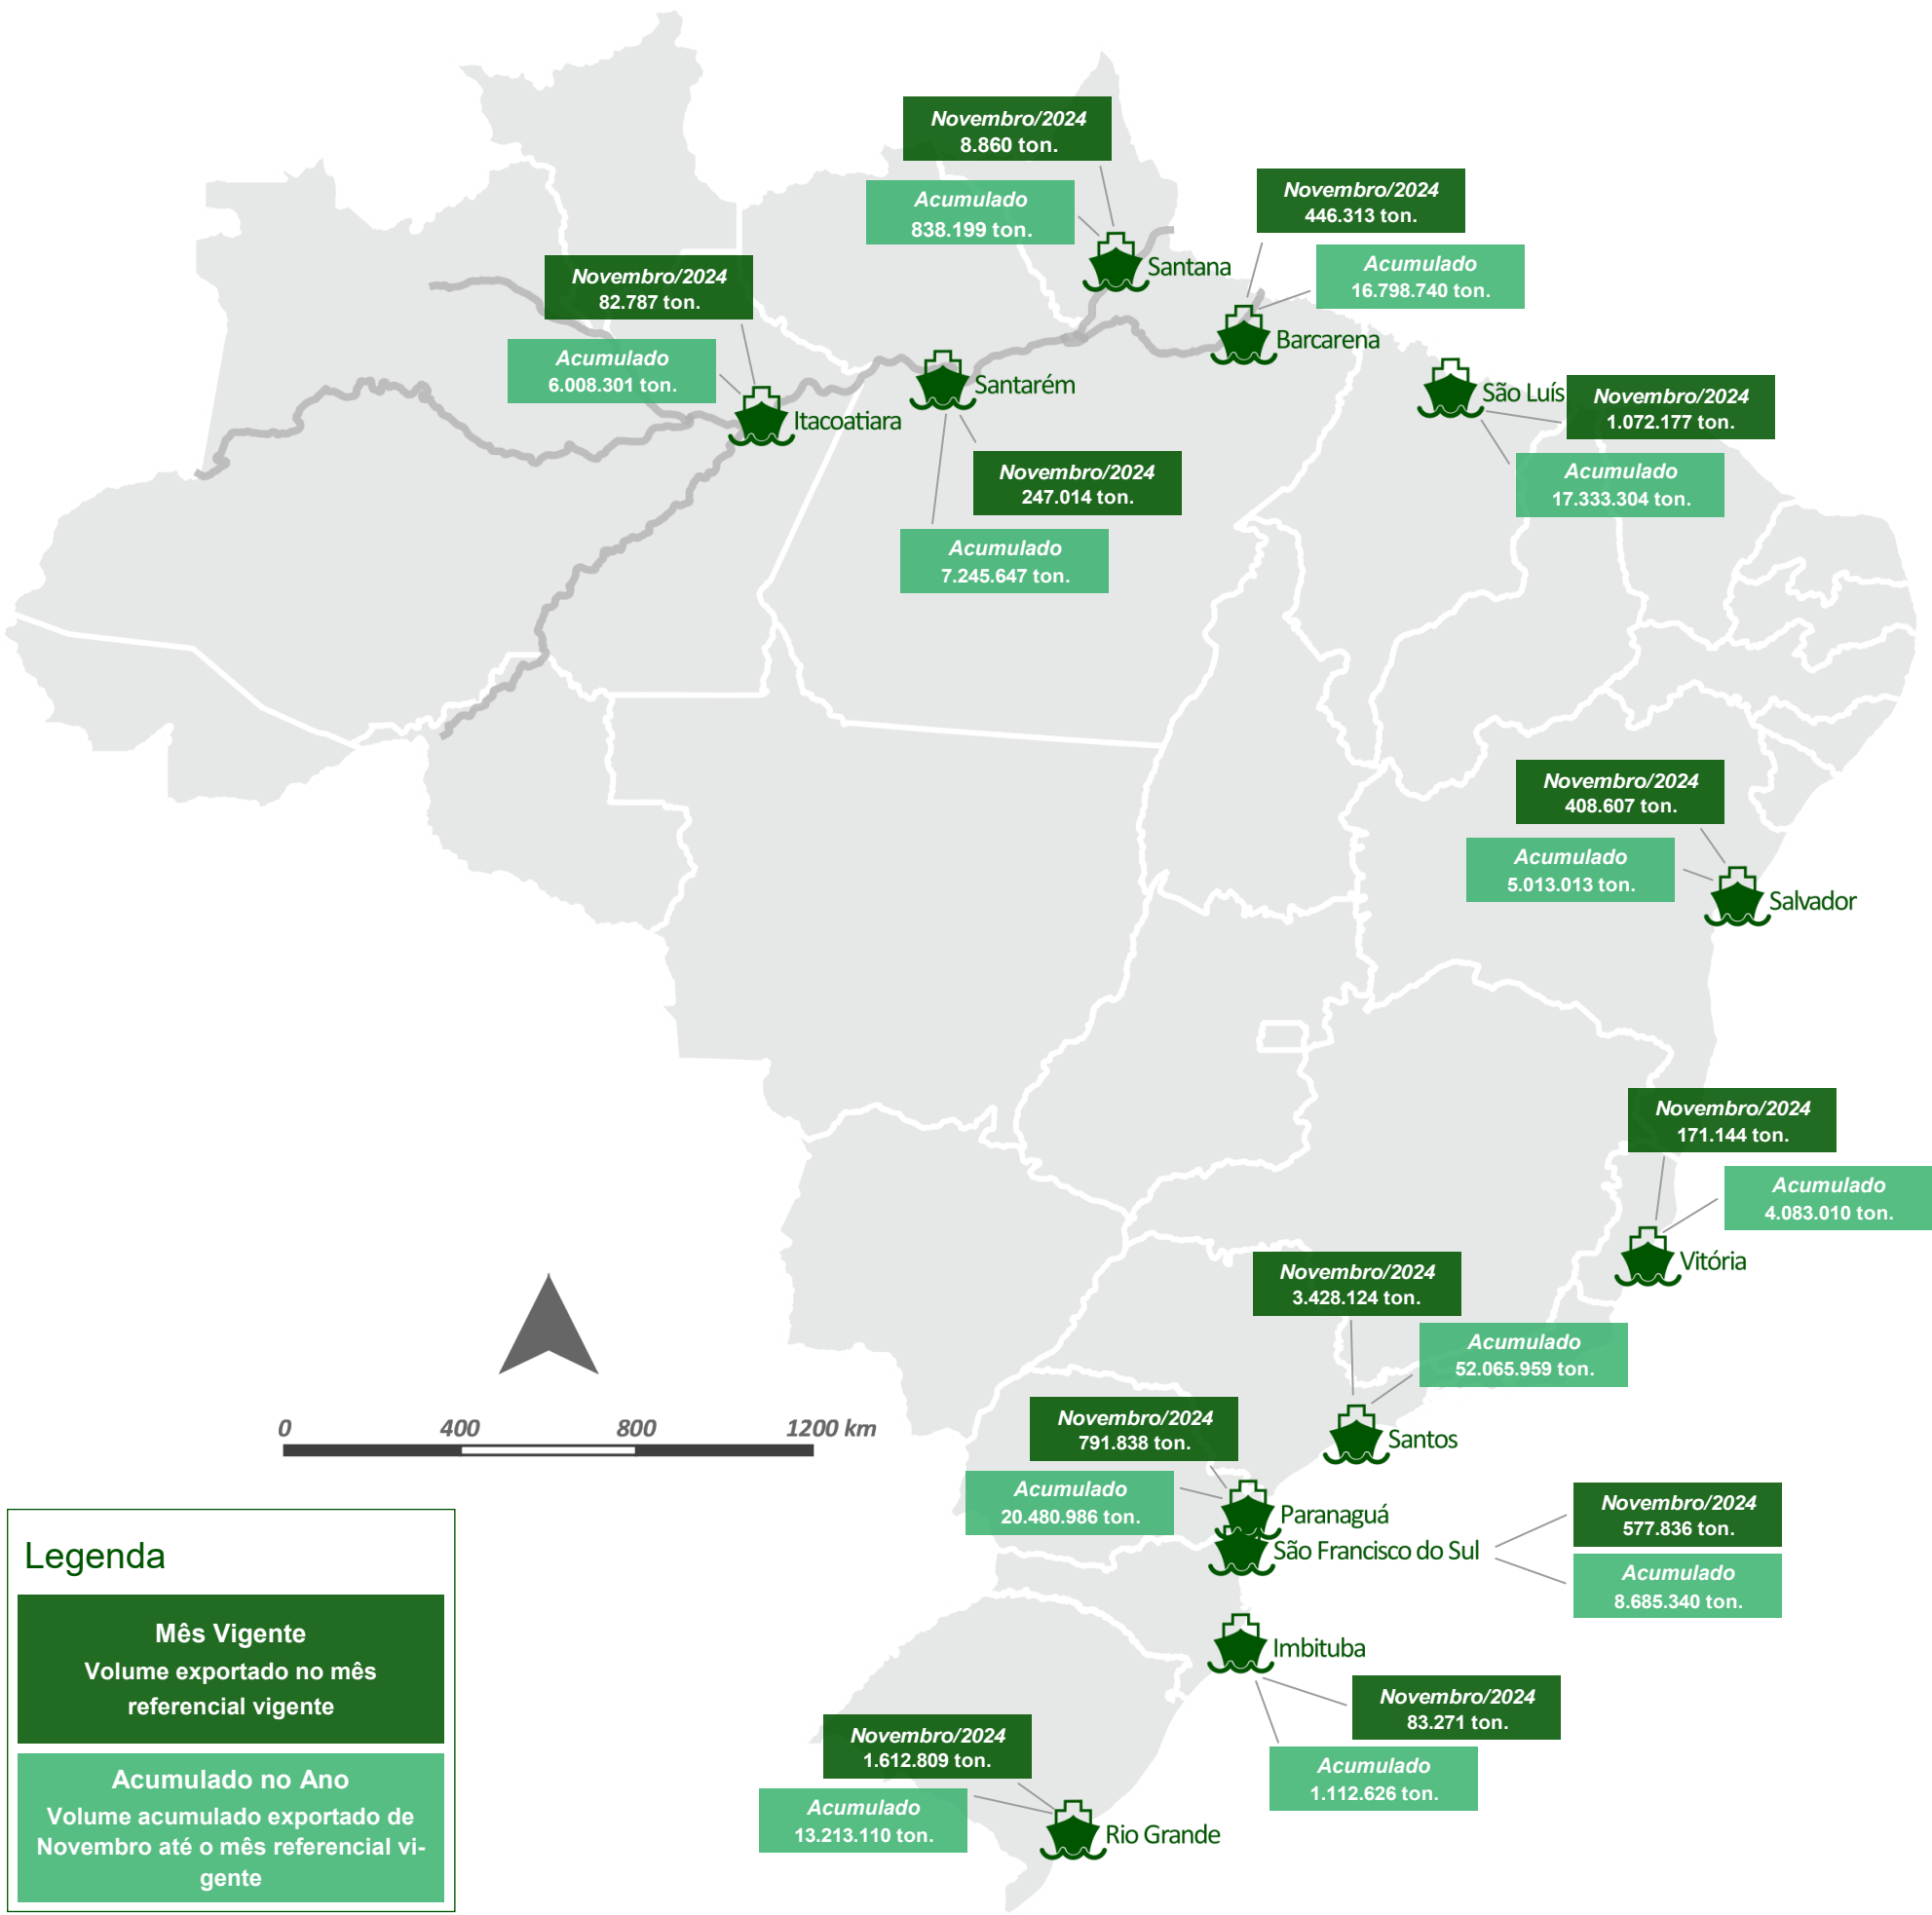 Novembro/2024
8.860 ton.
Acumulado
838.199 ton.
Santana
Novembro/2024
446.313 ton.
Acumulado
16.798.740 ton.
Barcarena
Novembro/2024
82.787 ton.
Acumulado
6.008.301 ton.
Itacoatiara
Santarém
Novembro/2024
247.014 ton.
Acumulado
7.245.647 ton.
São Luís
Novembro/2024
1.072.177 ton.
Acumulado
17.333.304 ton.
Novembro/2024
408.607 ton.
Acumulado
5.013.013 ton.
Salvador
Novembro/2024
171.144 ton.
Acumulado
4.083.010 ton.
Vitória
Novembro/2024
3.428.124 ton.
Acumulado
52.065.959 ton.
Santos
Novembro/2024
791.838 ton.
Acumulado
20.480.986 ton.
Paranaguá
São Francisco do Sul
Novembro/2024
577.836 ton.
Acumulado
8.685.340 ton.
Imbituba
Novembro/2024
83.271 ton.
Acumulado
1.112.626 ton.
Novembro/2024
1.612.809 ton.
Acumulado
13.213.110 ton.
Rio Grande
0 400 800 1200 km
Legenda
Mês Vigente
Volume exportado no mês
referencial vigente
Acumulado no Ano
Volume acumulado exportado de
Novembro até o mês referencial vi-
gente